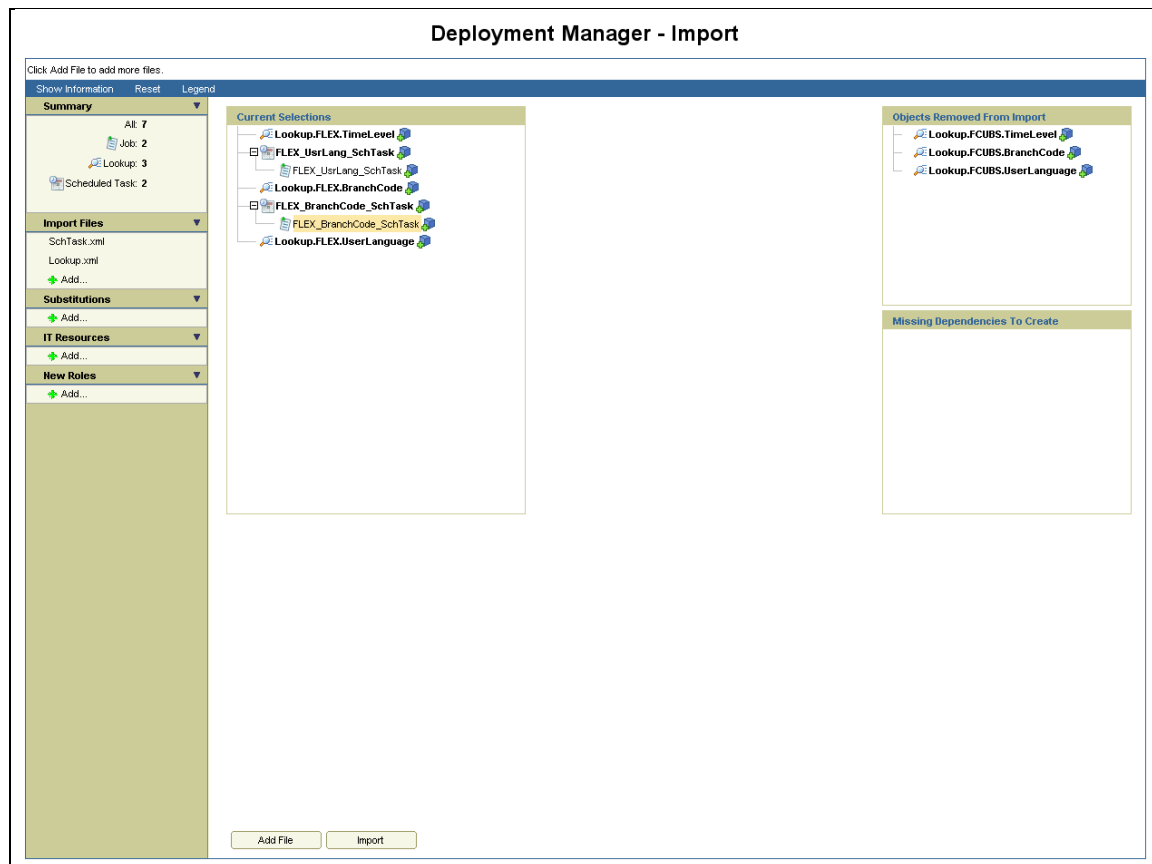 Deployment Manager - Import
Click Add File to add more files.
Show Information Reset Legend
Summary
All: 7
Job: 2
Lookup: 3
Scheduled Task: 2
Import Files
SchTask.xml
Lookup.xml
Add...
Substitutions
Add...
IT Resources
Add...
New Roles
Add...
Current Selections
Lookup.FLEX.TimeLevel
FLEX_UsrLang_SchTask
FLEX_UsrLang_SchTask
Lookup.FLEX.BranchCode
FLEX_BranchCode_SchTask
FLEX_BranchCode_SchTask
Lookup.FLEX.UserLanguage
Objects Removed From Import
Lookup.FCUBS.TimeLevel
Lookup.FCUBS.BranchCode
Lookup.FCUBS.UserLanguage
Missing Dependencies To Create
Add File Import